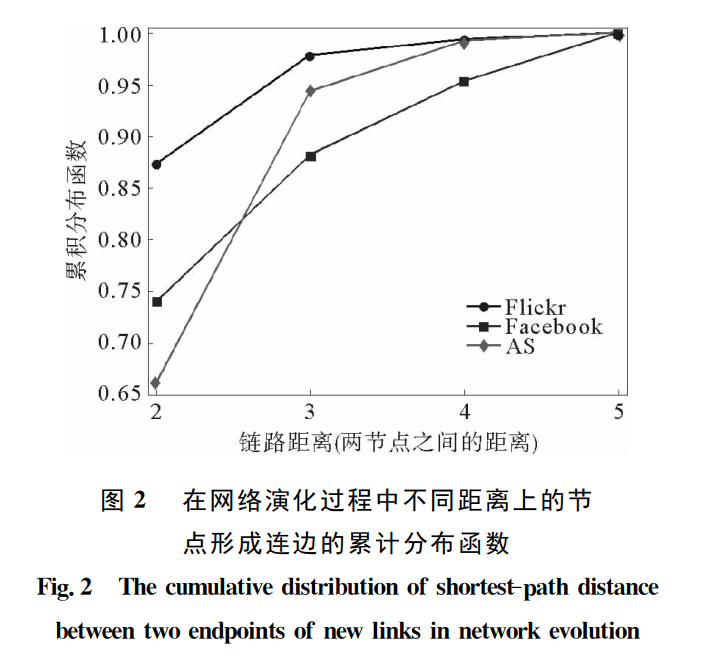 1.00
0.95
0.90
0.85
0.80
0.75
0.70
0.65
累积分布函数
Flickr
Facebook
AS
2 3 4 5
链路距离(两节点之间的距离)
图 2 在网络演化过程中不同距离上的节
点形成连边的累计分布函数
Fig. 2 The cumulative distribution of shortest-path distance
between two endpoints of new links in network evolution